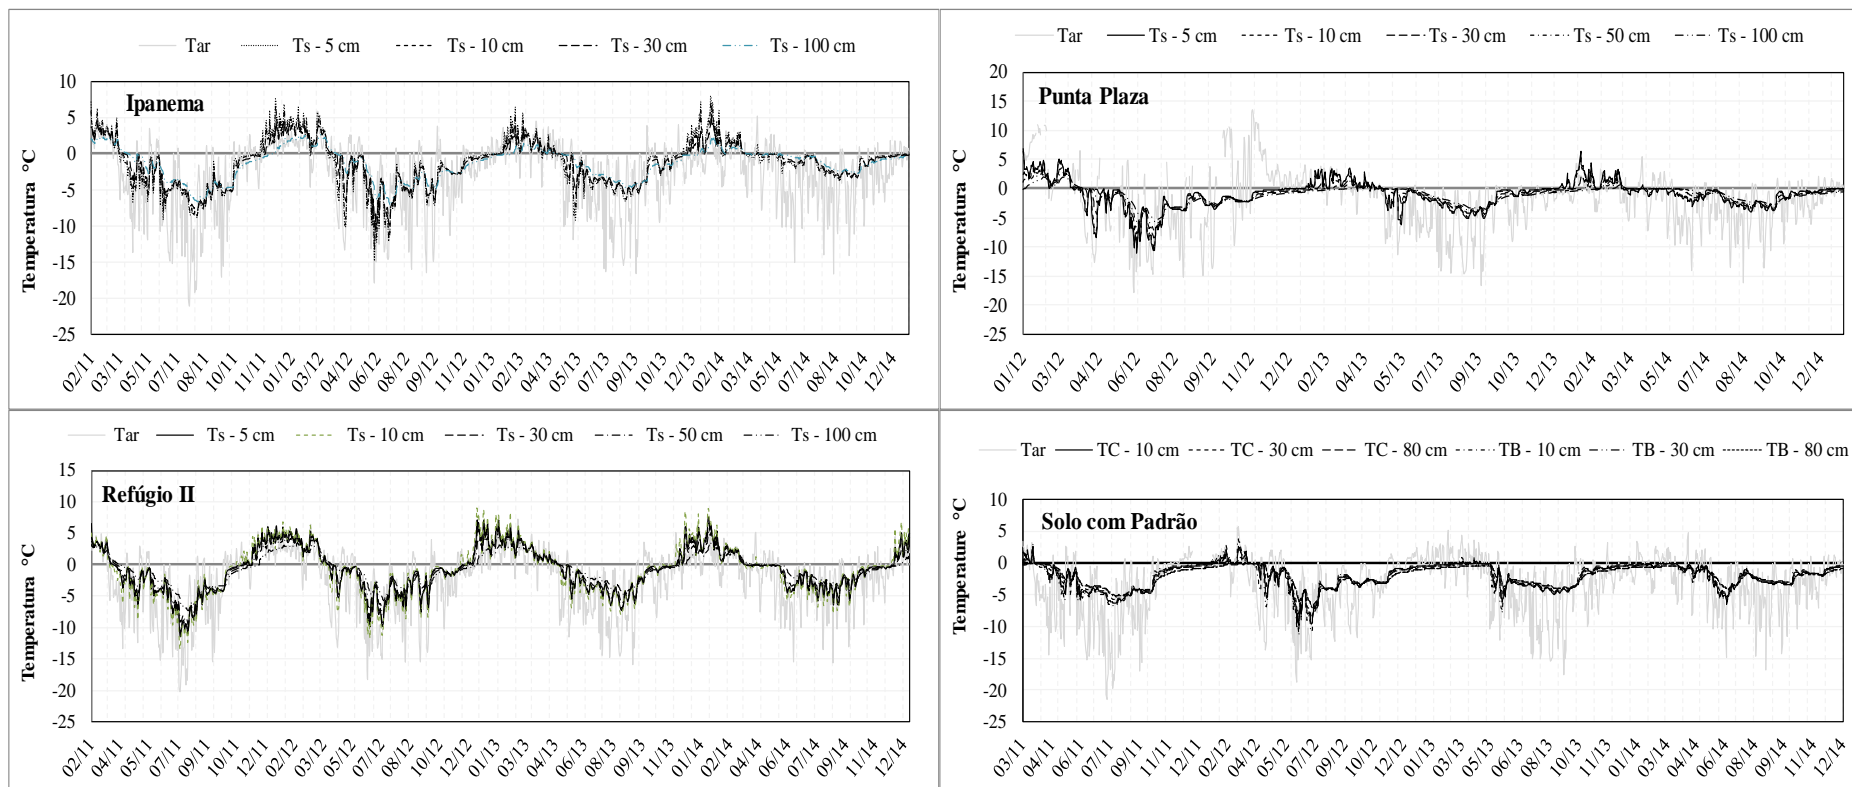 Tar Ts - 5 cm Ts - 10 cm Ts - 30 cm Ts - 100 cm
Ipanema
Temperatura °C
10
5
0
-5
-10
-15
-20
-25
02/11 03/11 05/11 07/11 08/11 10/11 11/11 01/12 03/12 04/12 06/12 08/12 09/12 11/12 01/13 02/13 04/13 05/13 07/13 09/13 10/13 12/13 02/14 04/14 05/14 07/14 08/14 10/14 12/14
Tar Ts - 5 cm Ts - 10 cm Ts - 30 cm Ts - 50 cm Ts - 100 cm
Punta Plaza
Temperatura °C
20
15
10
5
0
-5
-10
-15
-20
-25
01/12 03/12 04/12 06/12 08/12 09/12 11/12 12/12 02/13 04/13 05/13 07/13 09/13 10/13 12/13 02/14 03/14 05/14 07/14 08/14 10/14 12/14
Tar Ts - 5 cm Ts - 10 cm Ts - 30 cm Ts - 50 cm Ts - 100 cm
Refúgio II
Temperatura °C
15
10
5
0
-5
-10
-15
-20
-25
02/11 04/11 05/11 07/11 09/11 10/11 12/11 02/12 03/12 05/12 07/12 08/12 10/12 12/12 01/13 03/13 05/13 06/13 08/13 09/13 11/13 01/14 02/14 04/14 06/14 07/14 09/14 11/14 12/14
Tar TC - 10 cm TC - 30 cm TC - 80 cm TB - 10 cm TB - 30 cm TB - 80 cm
Solo com Padrão
Temperature °C
10
5
0
-5
-10
-15
-20
-25
03/11 04/11 06/11 07/11 09/11 11/11 12/11 02/12 04/12 05/12 07/12 09/12 10/12 12/12 02/13 03/13 05/13 06/13 08/13 10/13 11/13 01/14 03/14 04/14 06/14 08/14 09/14 11/14 12/14